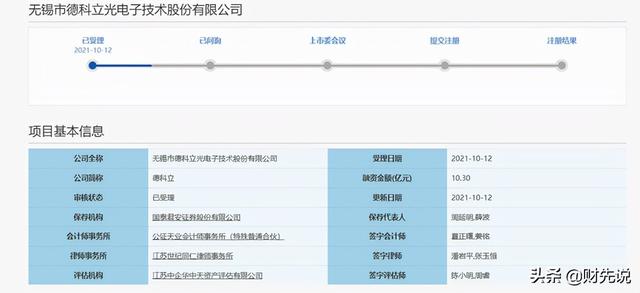 无锡市德科立光电子技术股份有限公司
已受理 已问询 上市委会议 提交注册 注册结果
2021-10-12
项目基本信息
公司全称 无锡市德科立光电子技术股份有限公司 受理日期 2021-10-12
公司简称 德科立 融资金额(亿元) 10.30
审核状态 已受理 更新日期 2021-10-12
保荐机构 国泰君安证券股份有限公司 保荐代表人 周延明,薛波
会计师事务所 公证天业会计师事务所（特殊普通合伙） 签字会计师 夏正曙,姜铭
律师事务所 江苏世纪同仁律师事务所 签字律师 潘岩平,张玉恒
评估机构 江苏中企华中天资产评估有限公司 签字评估师 陈小明,周睿
头条 @财先说